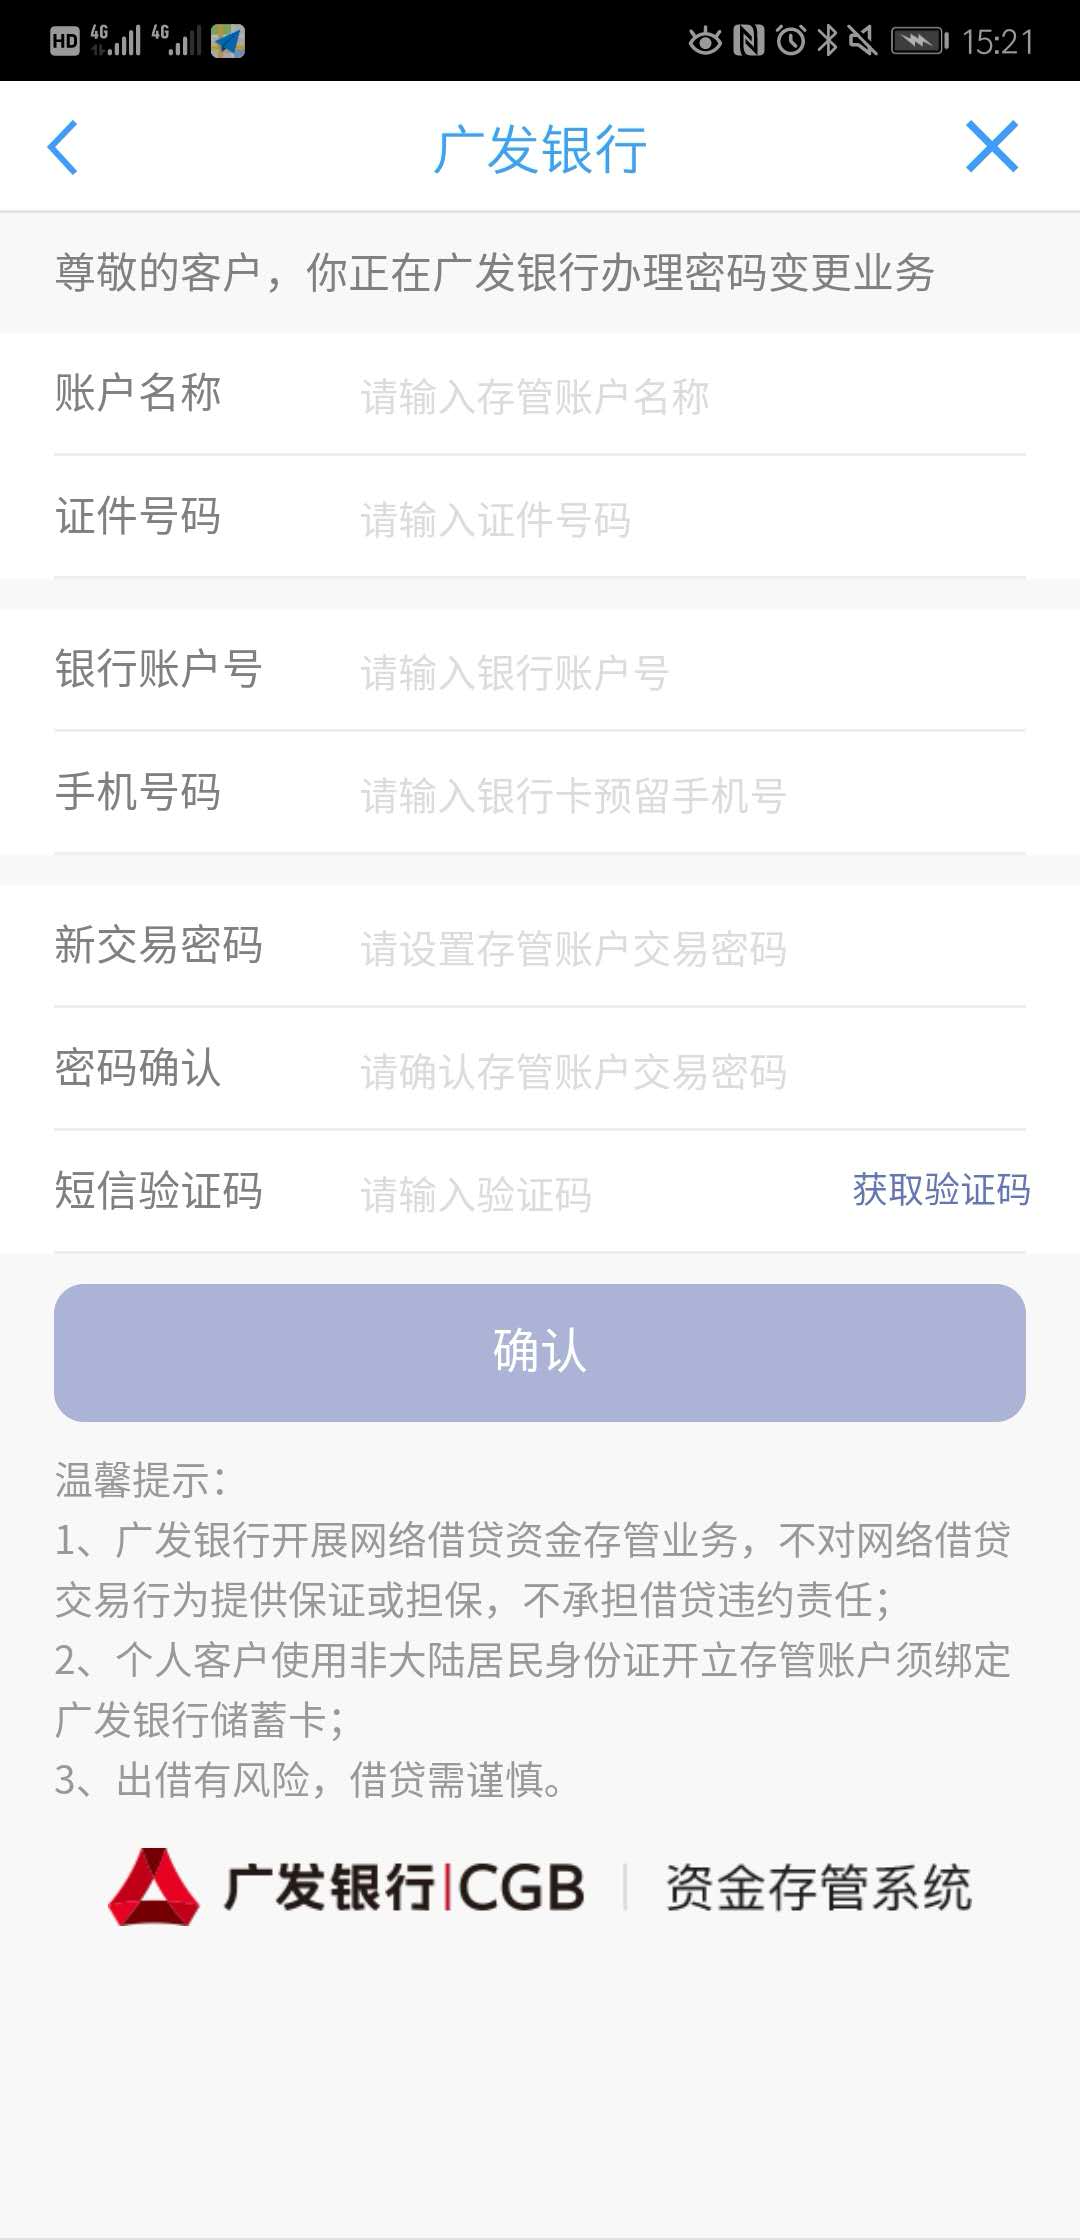 HD 4G 4G 15:21
广发银行
尊敬的客户，你正在广发银行办理密码变更业务
账户名称 请输入存管账户名称
证件号码 请输入证件号码
银行账户号 请输入银行账户号
手机号码 请输入银行卡预留手机号
新交易密码 请设置存管账户交易密码
密码确认 请确认存管账户交易密码
短信验证码 请输入验证码 获取验证码
确认
温馨提示：
1、广发银行开展网络借贷资金存管业务，不对网络借贷
交易行为提供保证或担保，不承担借贷违约责任；
2、个人客户使用非大陆居民身份证开立存管账户须绑定
广发银行储蓄卡；
3、出借有风险，借贷需谨慎。
广发银行|CGB | 资金存管系统